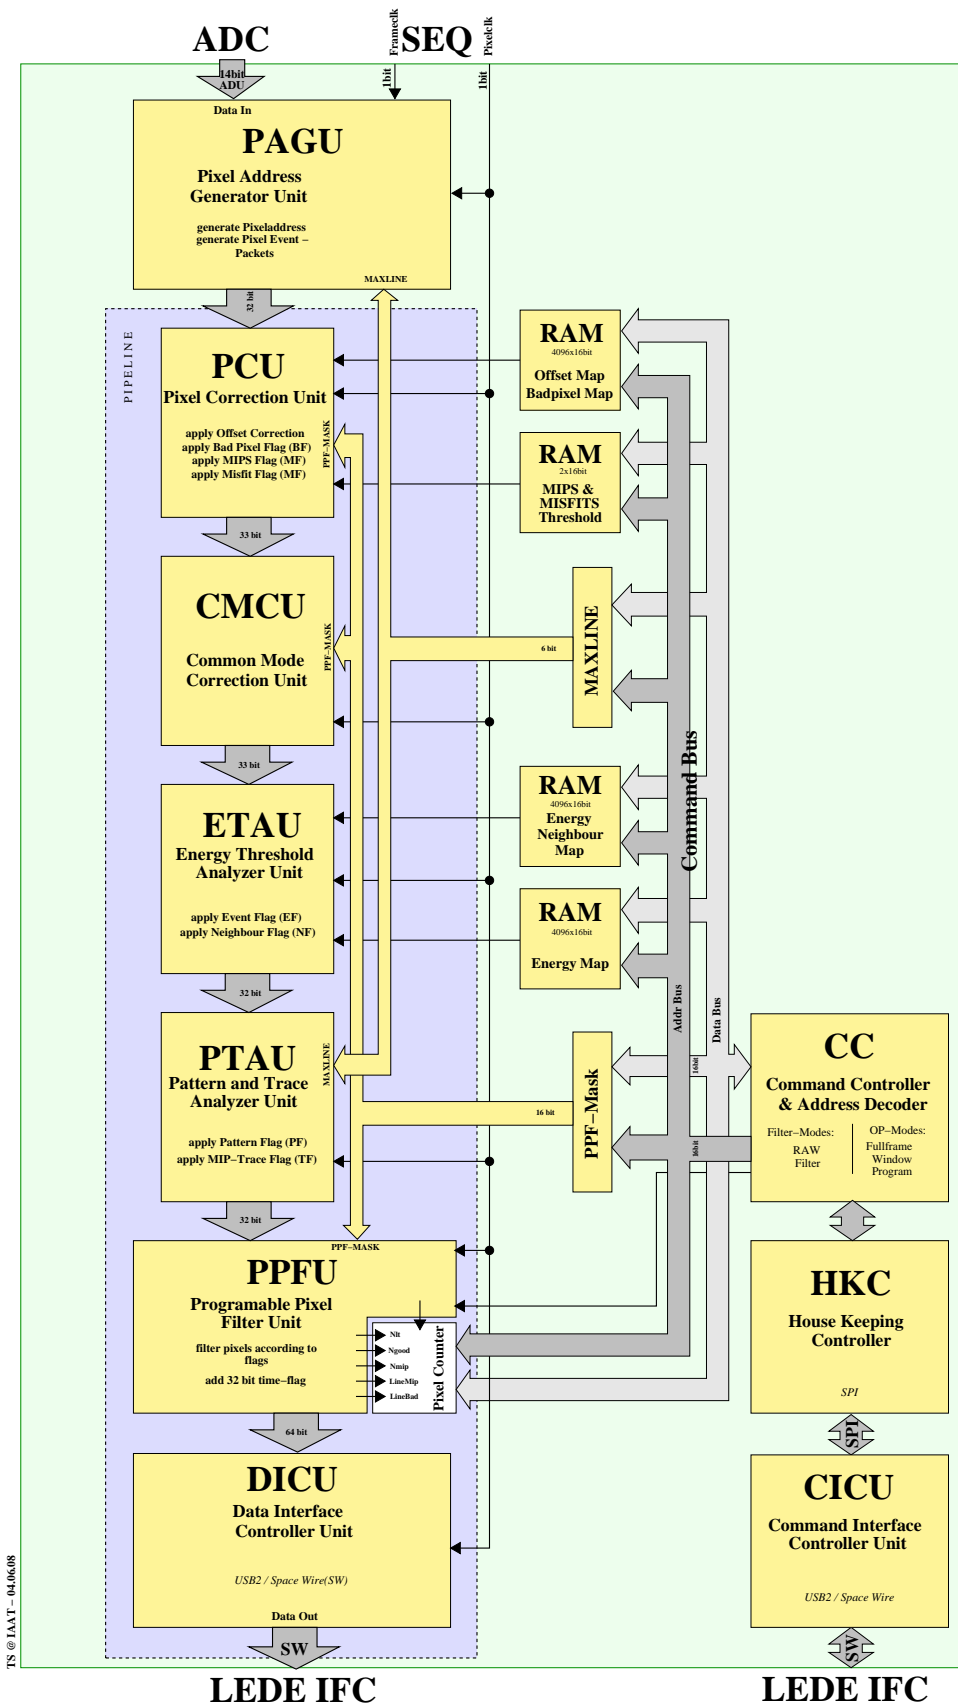 ADC
SEQ
Frameclk
Pixelclk
14bit
ADU
1bit
1bit
Data In
PAGU
Pixel Address
Generator Unit
generate Pixeladdress
generate Pixel Event –
Packets
MAXLINE
32 bit
PIPELINE
PCU
Pixel Correction Unit
apply Offset Correction
apply Bad Pixel Flag (BF)
apply MIPS Flag (MF)
apply Misfit Flag (MF)
PPF–MASK
RAM
4096x16bit
Offset Map
Badpixel Map
RAM
2x16bit
MIPS &
MISFITS
Threshold
33 bit
CMCU
Common Mode
Correction Unit
PPF–MASK
6 bit
MAXLINE
33 bit
ETAU
Energy Threshold
Analyzer Unit
apply Event Flag (EF)
apply Neighbour Flag (NF)
RAM
4096x16bit
Energy
Neighbour
Map
RAM
4096x16bit
Energy Map
Command Bus
Addr Bus
Data Bus
32 bit
PTAU
Pattern and Trace
Analyzer Unit
apply Pattern Flag (PF)
apply MIP–Trace Flag (TF)
MAXLINE
16 bit
PPF–Mask
16bit
16bit
CC
Command Controller
& Address Decoder
Filter–Modes:
RAW
Filter
OP–Modes:
Fullframe
Window
Program
32 bit
PPF–MASK
PPFU
Programable Pixel
Filter Unit
filter pixels according to
flags
add 32 bit time–flag
Nlt
Ngood
Nmip
LineMip
LineBad
Pixel Counter
HKC
House Keeping
Controller
SPI
64 bit
SPI
DICU
Data Interface
Controller Unit
USB2 / Space Wire(SW)
Data Out
CICU
Command Interface
Controller Unit
USB2 / Space Wire
SW
SW
LEDE IFC
LEDE IFC
TS @ IAAT – 04.06.08